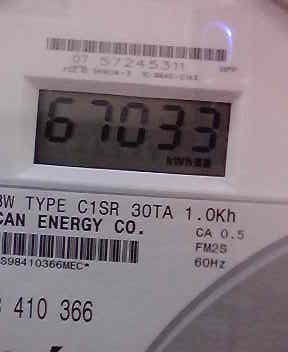 07 57245311
67033
kWh
3W TYPE C1SR 30TA 1.0Kh
CAN ENERGY CO.
CA 0.5
FM2S
60Hz
S98410366MEC*
410 366